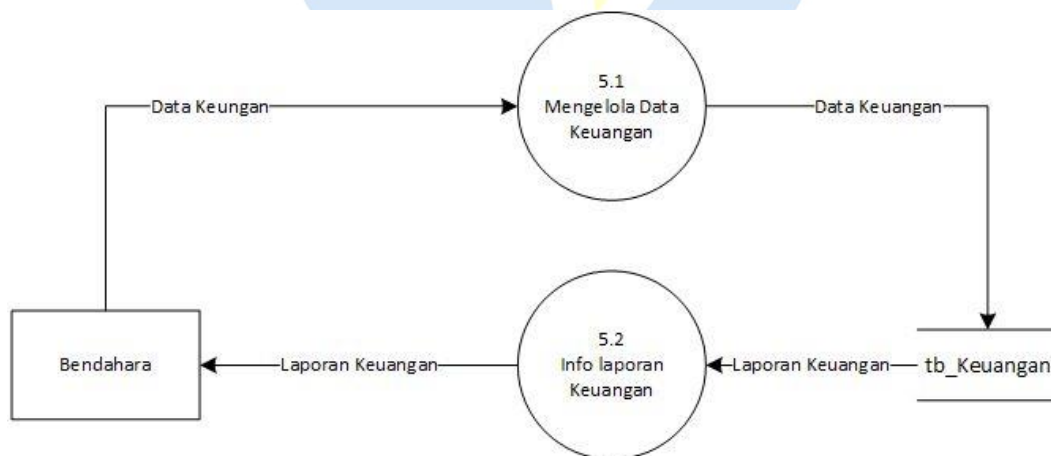 5.1
Mengelola Data
Keuangan
Data Keungan
Data Keuangan
5.2
Info laporan
Keuangan
Bendahara
Laporan Keuangan
Laporan Keuangan
tb_Keuangan